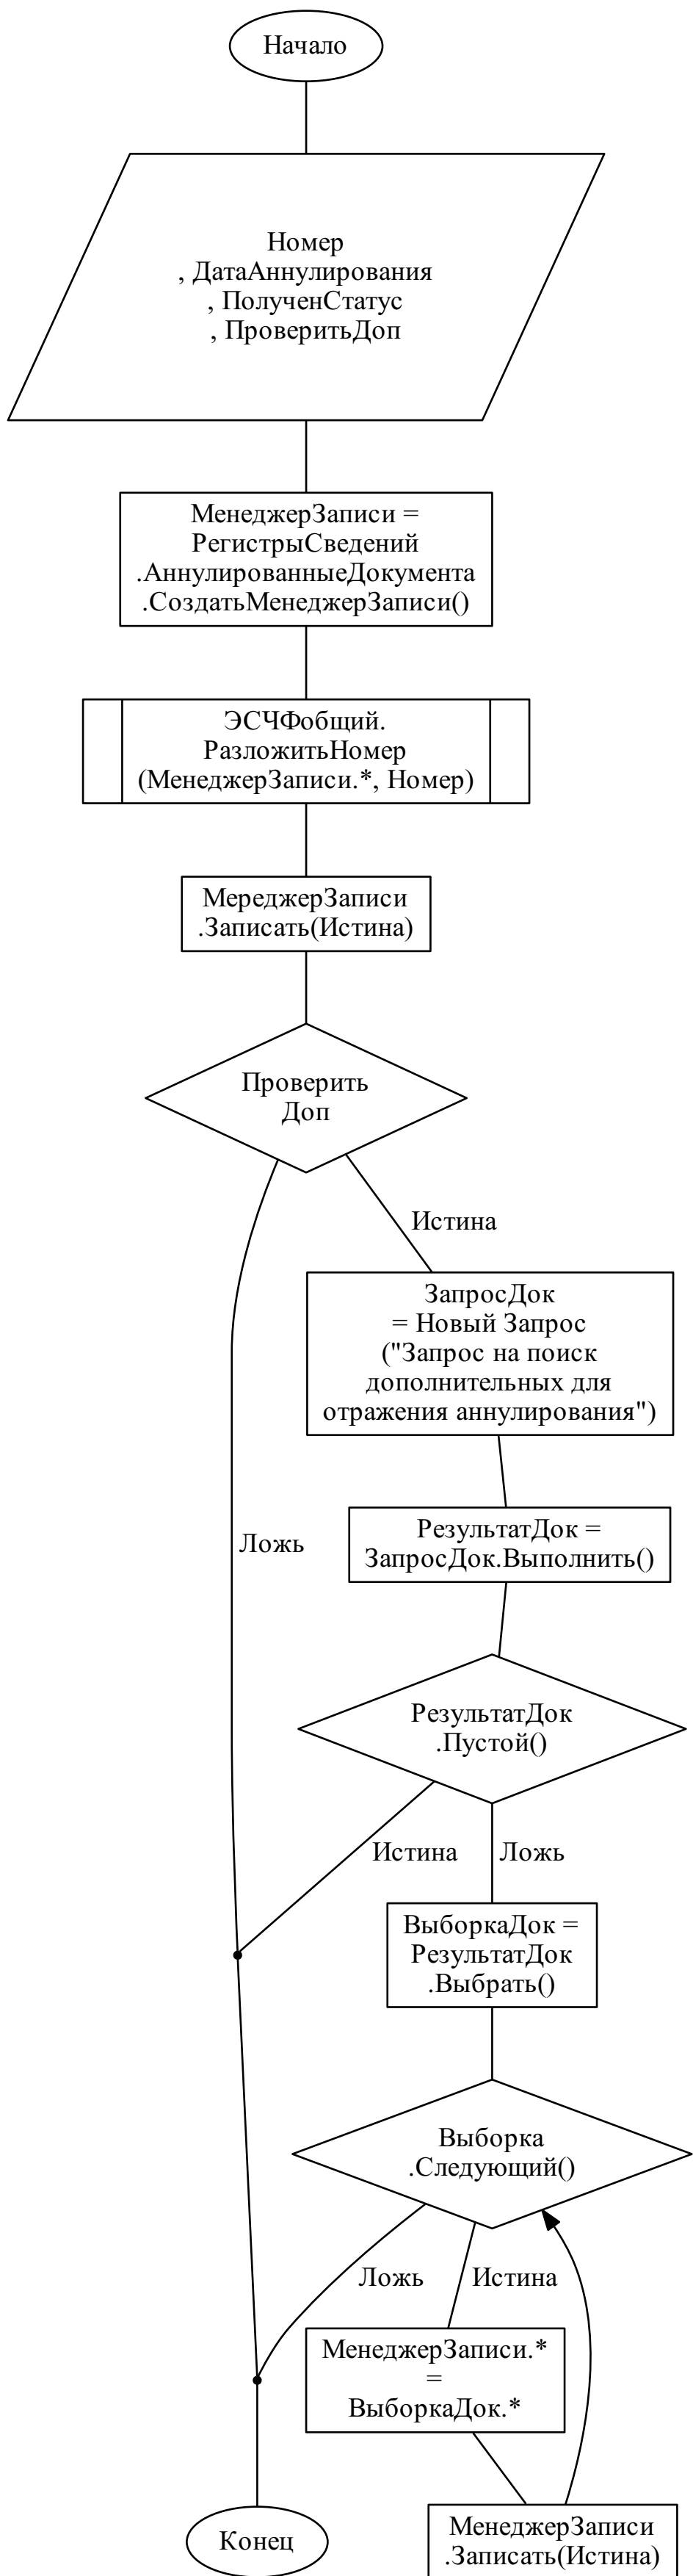 Начало
Номер
, ДатаАннулирования
, ПолученСтатус
, ПроверитьДоп
МенеджерЗаписи =
РегистрыСведений
.АннулированныеДокумента
.СоздатьМенеджерЗаписи()
ЭСЧФобщий.
РазложитьНомер
(МенеджерЗаписи.*, Номер)
МереджерЗаписи
.Записать(Истина)
Проверить
Доп
Истина
ЗапросДок
= Новый Запрос
("Запрос на поиск
дополнительных для
отражения аннулирования")
Ложь
РезультатДок =
ЗапросДок.Выполнить()
РезультатДок
.Пустой()
Истина
Ложь
ВыборкаДок =
РезультатДок
.Выбрать()
Выборка
.Следующий()
Ложь
Истина
МенеджерЗаписи.*
=
ВыборкаДок.*
Конец
МенеджерЗаписи
.Записать(Истина)